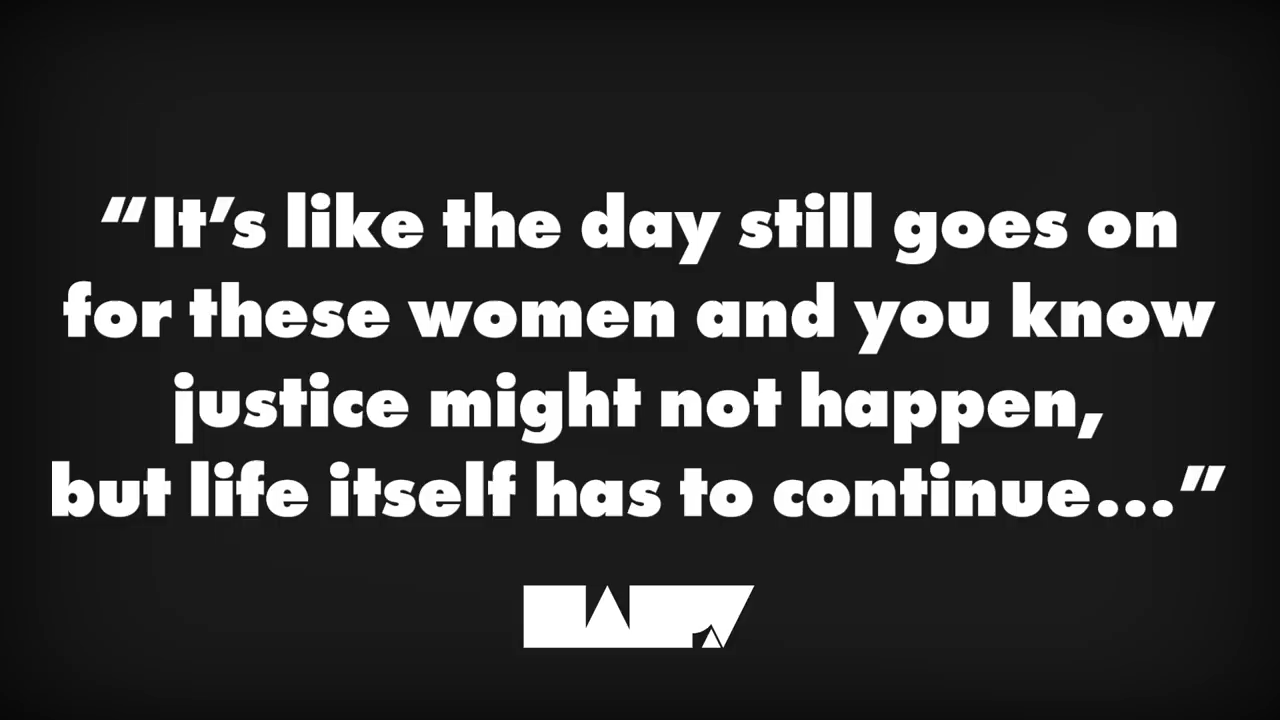 “It’s like the day still goes on
for these women and you know
justice might not happen,
but life itself has to continue...”